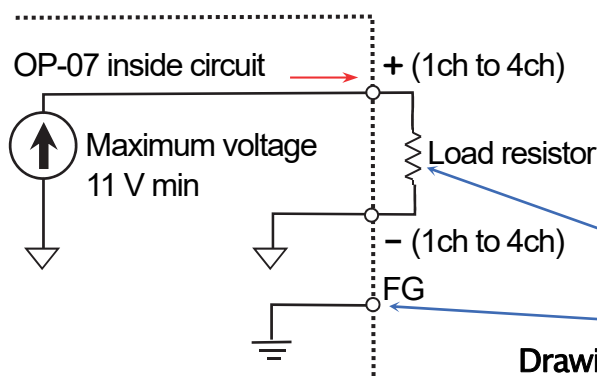 OP-07 inside circuit
+ (1ch to 4ch)
Maximum voltage
11 V min
Load resistor
− (1ch to 4ch)
FG